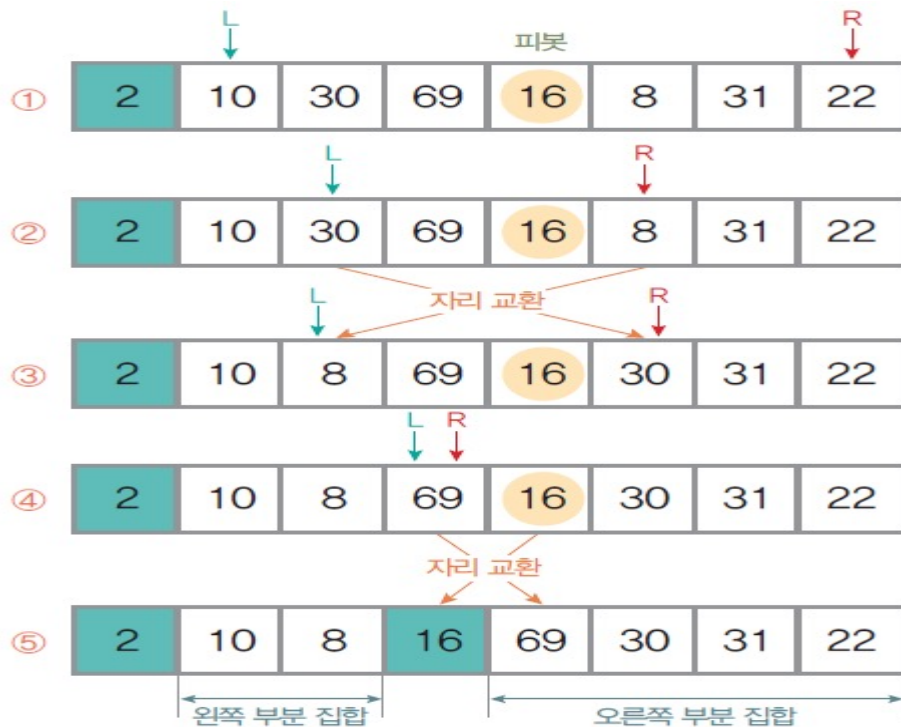 L 피봇 R
① 2 10 30 69 16 8 31 22
L R
② 2 10 30 69 16 8 31 22
L 자리 교환 R
③ 2 10 8 69 16 30 31 22
L R
④ 2 10 8 69 16 30 31 22
자리 교환
⑤ 2 10 8 16 69 30 31 22
왼쪽 부분 집합 오른쪽 부분 집합